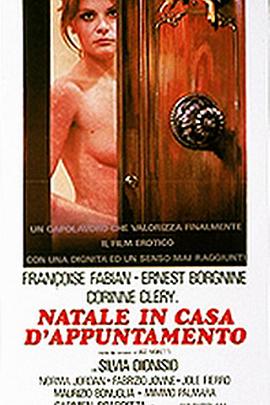 UN CAPOLAVORO CHE VALORIZZA FINALMENTE
IL FILM EROTICO
CON UNA DIGNITÀ ED UN SENSO MAI RAGGIUNTI
FRANÇOISE FABIAN - ERNEST BORGNINE
CORINNE CLERY.
NATALE IN CASA
D'APPUNTAMENTO
SILVIA DIONISIO
NORMA JORDAN • FABRIZIO JOVINE • JOLE FIERRO
MAURIZIO BONUGLIA • MIMMO PALMARA